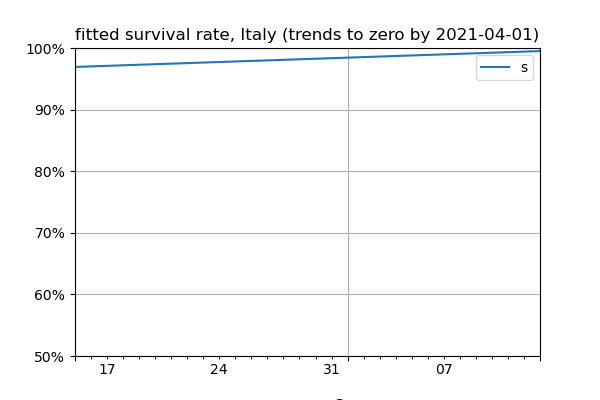 fitted survival rate, Italy (trends to zero by 2021-04-01)
100%
s
90%
80%
70%
60%
50%
17 24 31 07